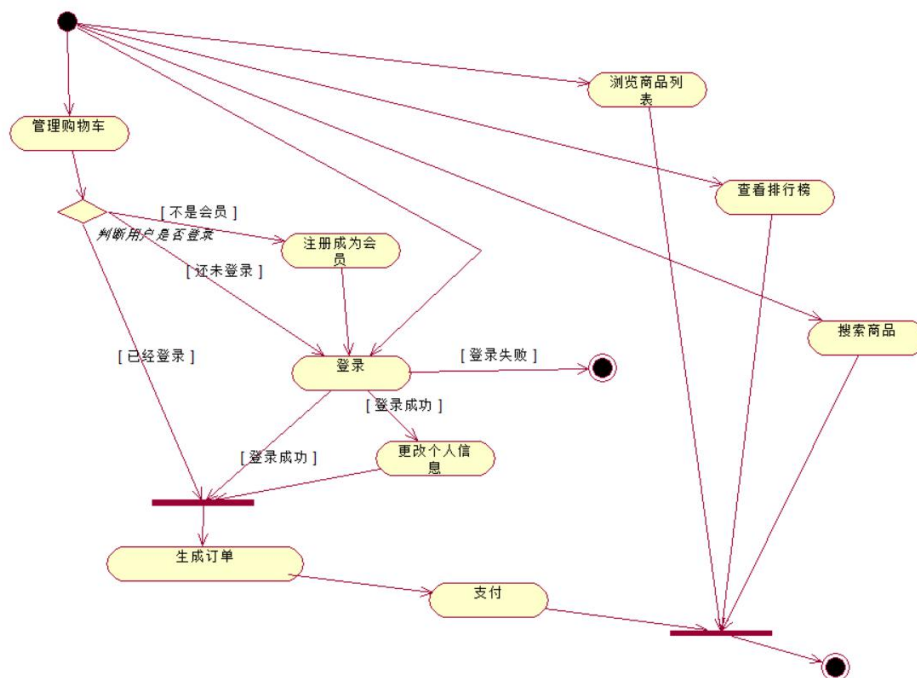 浏览商品列
表
管理购物车
查看排行榜
[ 不是会员 ]
判断用户是否登录
注册成为会
员
[ 还未登录 ]
搜索商品
[ 已经登录 ]
[ 登录失败 ]
登录
[ 登录成功 ]
更改个人信
息
[ 登录成功 ]
生成订单
支付